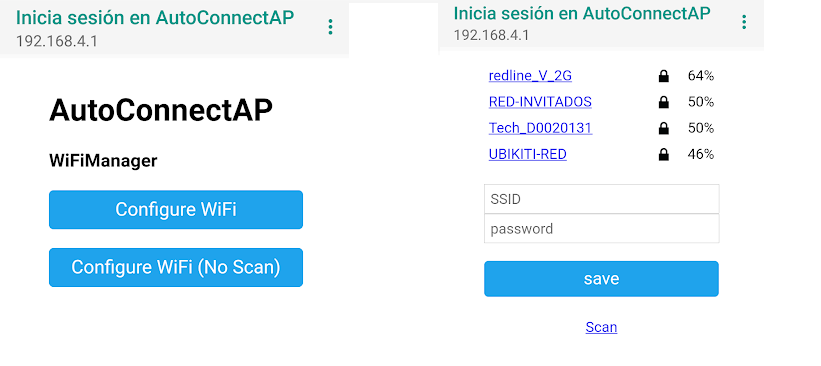 Inicia sesión en AutoConnectAP
192.168.4.1
AutoConnectAP
WiFiManager
Configure WiFi
Configure WiFi (No Scan)
Inicia sesión en AutoConnectAP
192.168.4.1
redline_V_2G 64%
RED-INVITADOS 50%
Tech_D0020131 50%
UBIKITI-RED 46%
SSID
password
save
Scan